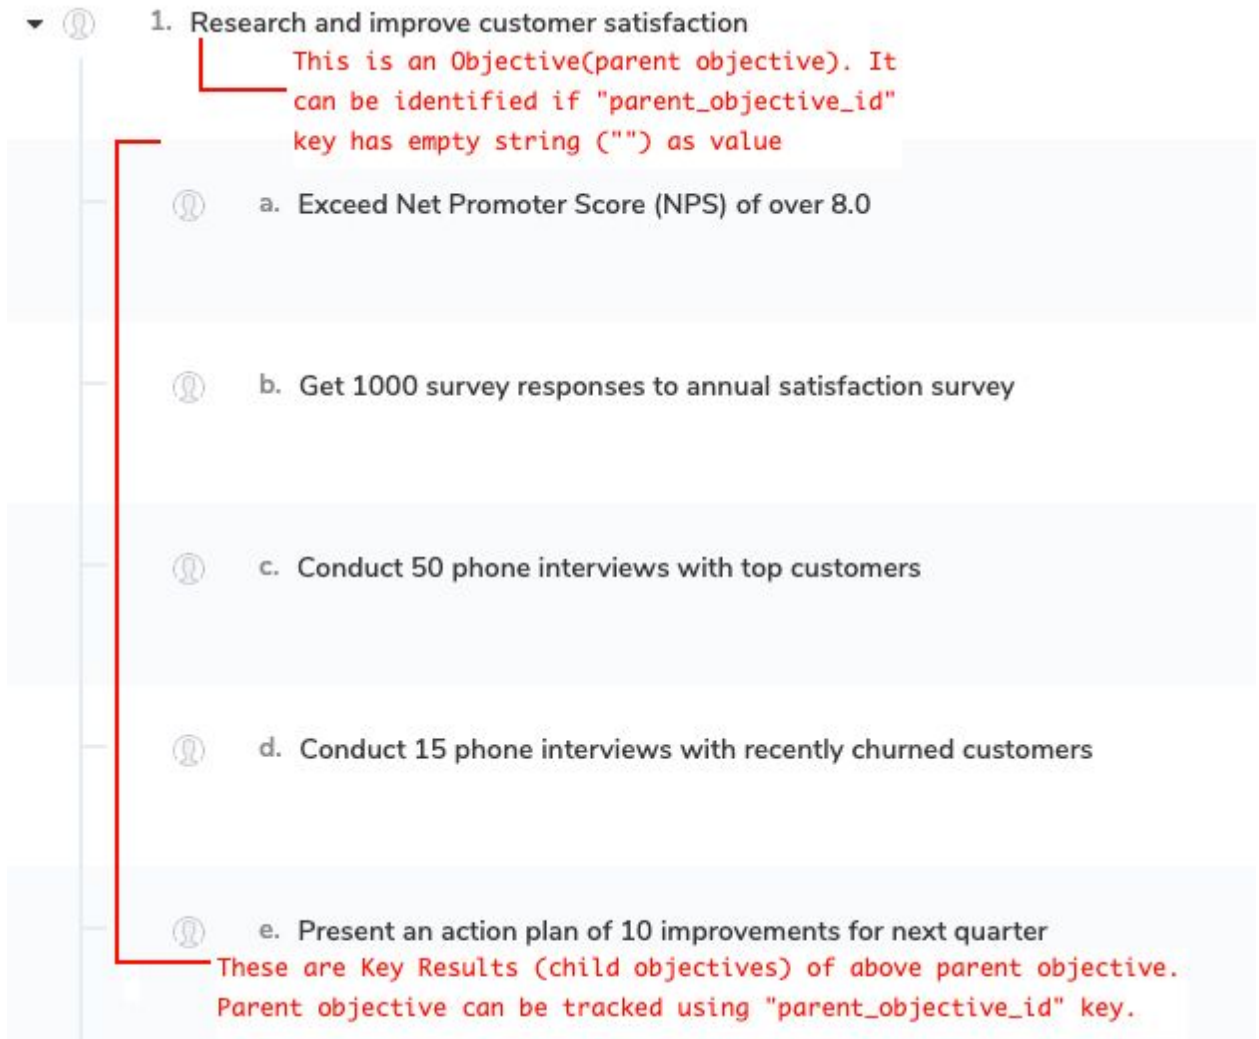 1. Research and improve customer satisfaction
This is an Objective(parent objective). It
can be identified if "parent_objective_id"
key has empty string ("") as value
a. Exceed Net Promoter Score (NPS) of over 8.0
b. Get 1000 survey responses to annual satisfaction survey
c. Conduct 50 phone interviews with top customers
d. Conduct 15 phone interviews with recently churned customers
e. Present an action plan of 10 improvements for next quarter
These are Key Results (child objectives) of above parent objective.
Parent objective can be tracked using "parent_objective_id" key.